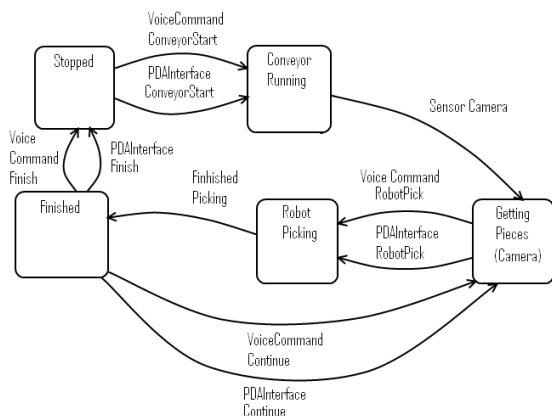 VoiceCommand
ConveyorStart
Stopped
PDAInterface
ConveyorStart
Conveyor
Running
Sensor Camera
Voice
Command
Finish
PDAInterface
Finish
Finhished
Picking
Voice Command
RobotPick
Finished
Robot
Picking
PDAInterface
RobotPick
Getting
Pieces
(Camera)
VoiceCommand
Continue
PDAInterface
Continue